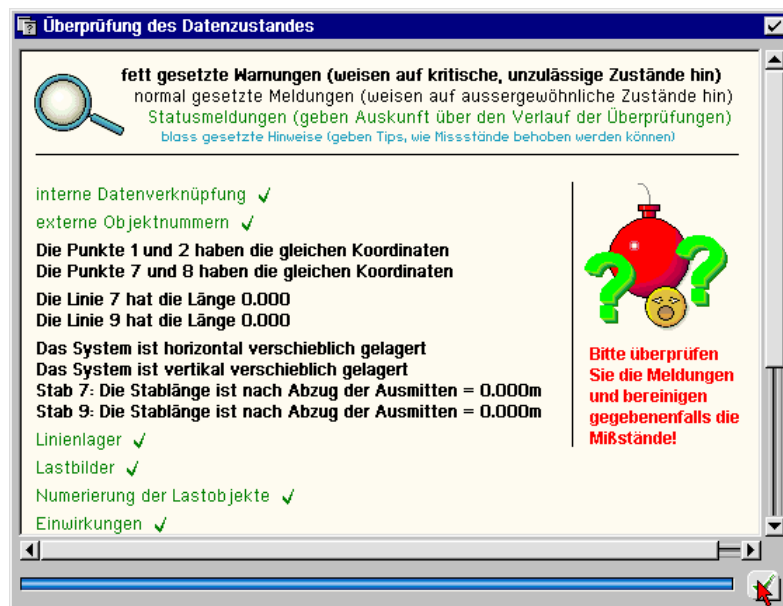 Überprüfung des Datenzustandes
fett gesetzte Warnungen (weisen auf kritische, unzulässige Zustände hin)
normal gesetzte Meldungen (weisen auf aussergewöhnliche Zustände hin)
Statusmeldungen (geben Auskunft über den Verlauf der Überprüfungen)
blass gesetzte Hinweise (geben Tips, wie Missstände behoben werden können)
interne Datenverknüpfung
externe Objektnummern
Die Punkte 1 und 2 haben die gleichen Koordinaten
Die Punkte 7 und 8 haben die gleichen Koordinaten
Die Linie 7 hat die Länge 0.000
Die Linie 9 hat die Länge 0.000
Das System ist horizontal verschieblich gelagert
Das System ist vertikal verschieblich gelagert
Stab 7: Die Stablänge ist nach Abzug der Ausmitten = 0.000m
Stab 9: Die Stablänge ist nach Abzug der Ausmitten = 0.000m
Linienlager
Lastbilder
Numerierung der Lastobjekte
Einwirkungen
Bitte überprüfen
Sie die Meldungen
und bereinigen
gegebenenfalls die
Mißstände!